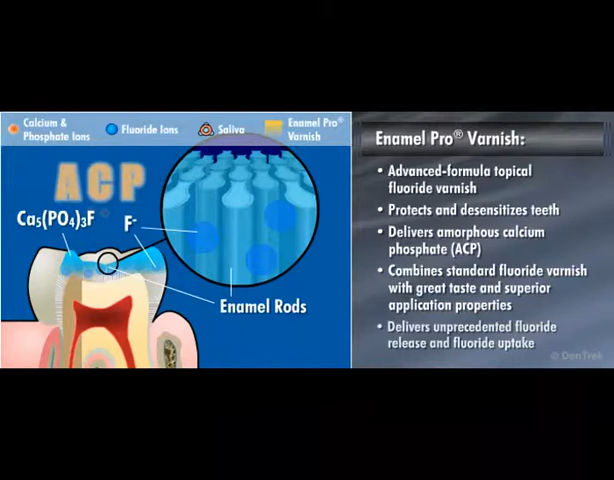 Calcium &
Phosphate Ions
Fluoride Ions
Saliva
Enamel Pro®
Varnish
ACP
Ca₅(PO₄)₃F
F⁻
Enamel Rods
Enamel Pro® Varnish:
• Advanced-formula topical
fluoride varnish
• Protects and desensitizes teeth
• Delivers amorphous calcium
phosphate (ACP)
• Combines standard fluoride varnish
with great taste and superior
application properties
• Delivers unprecedented fluoride
release and fluoride uptake
© DenTrek